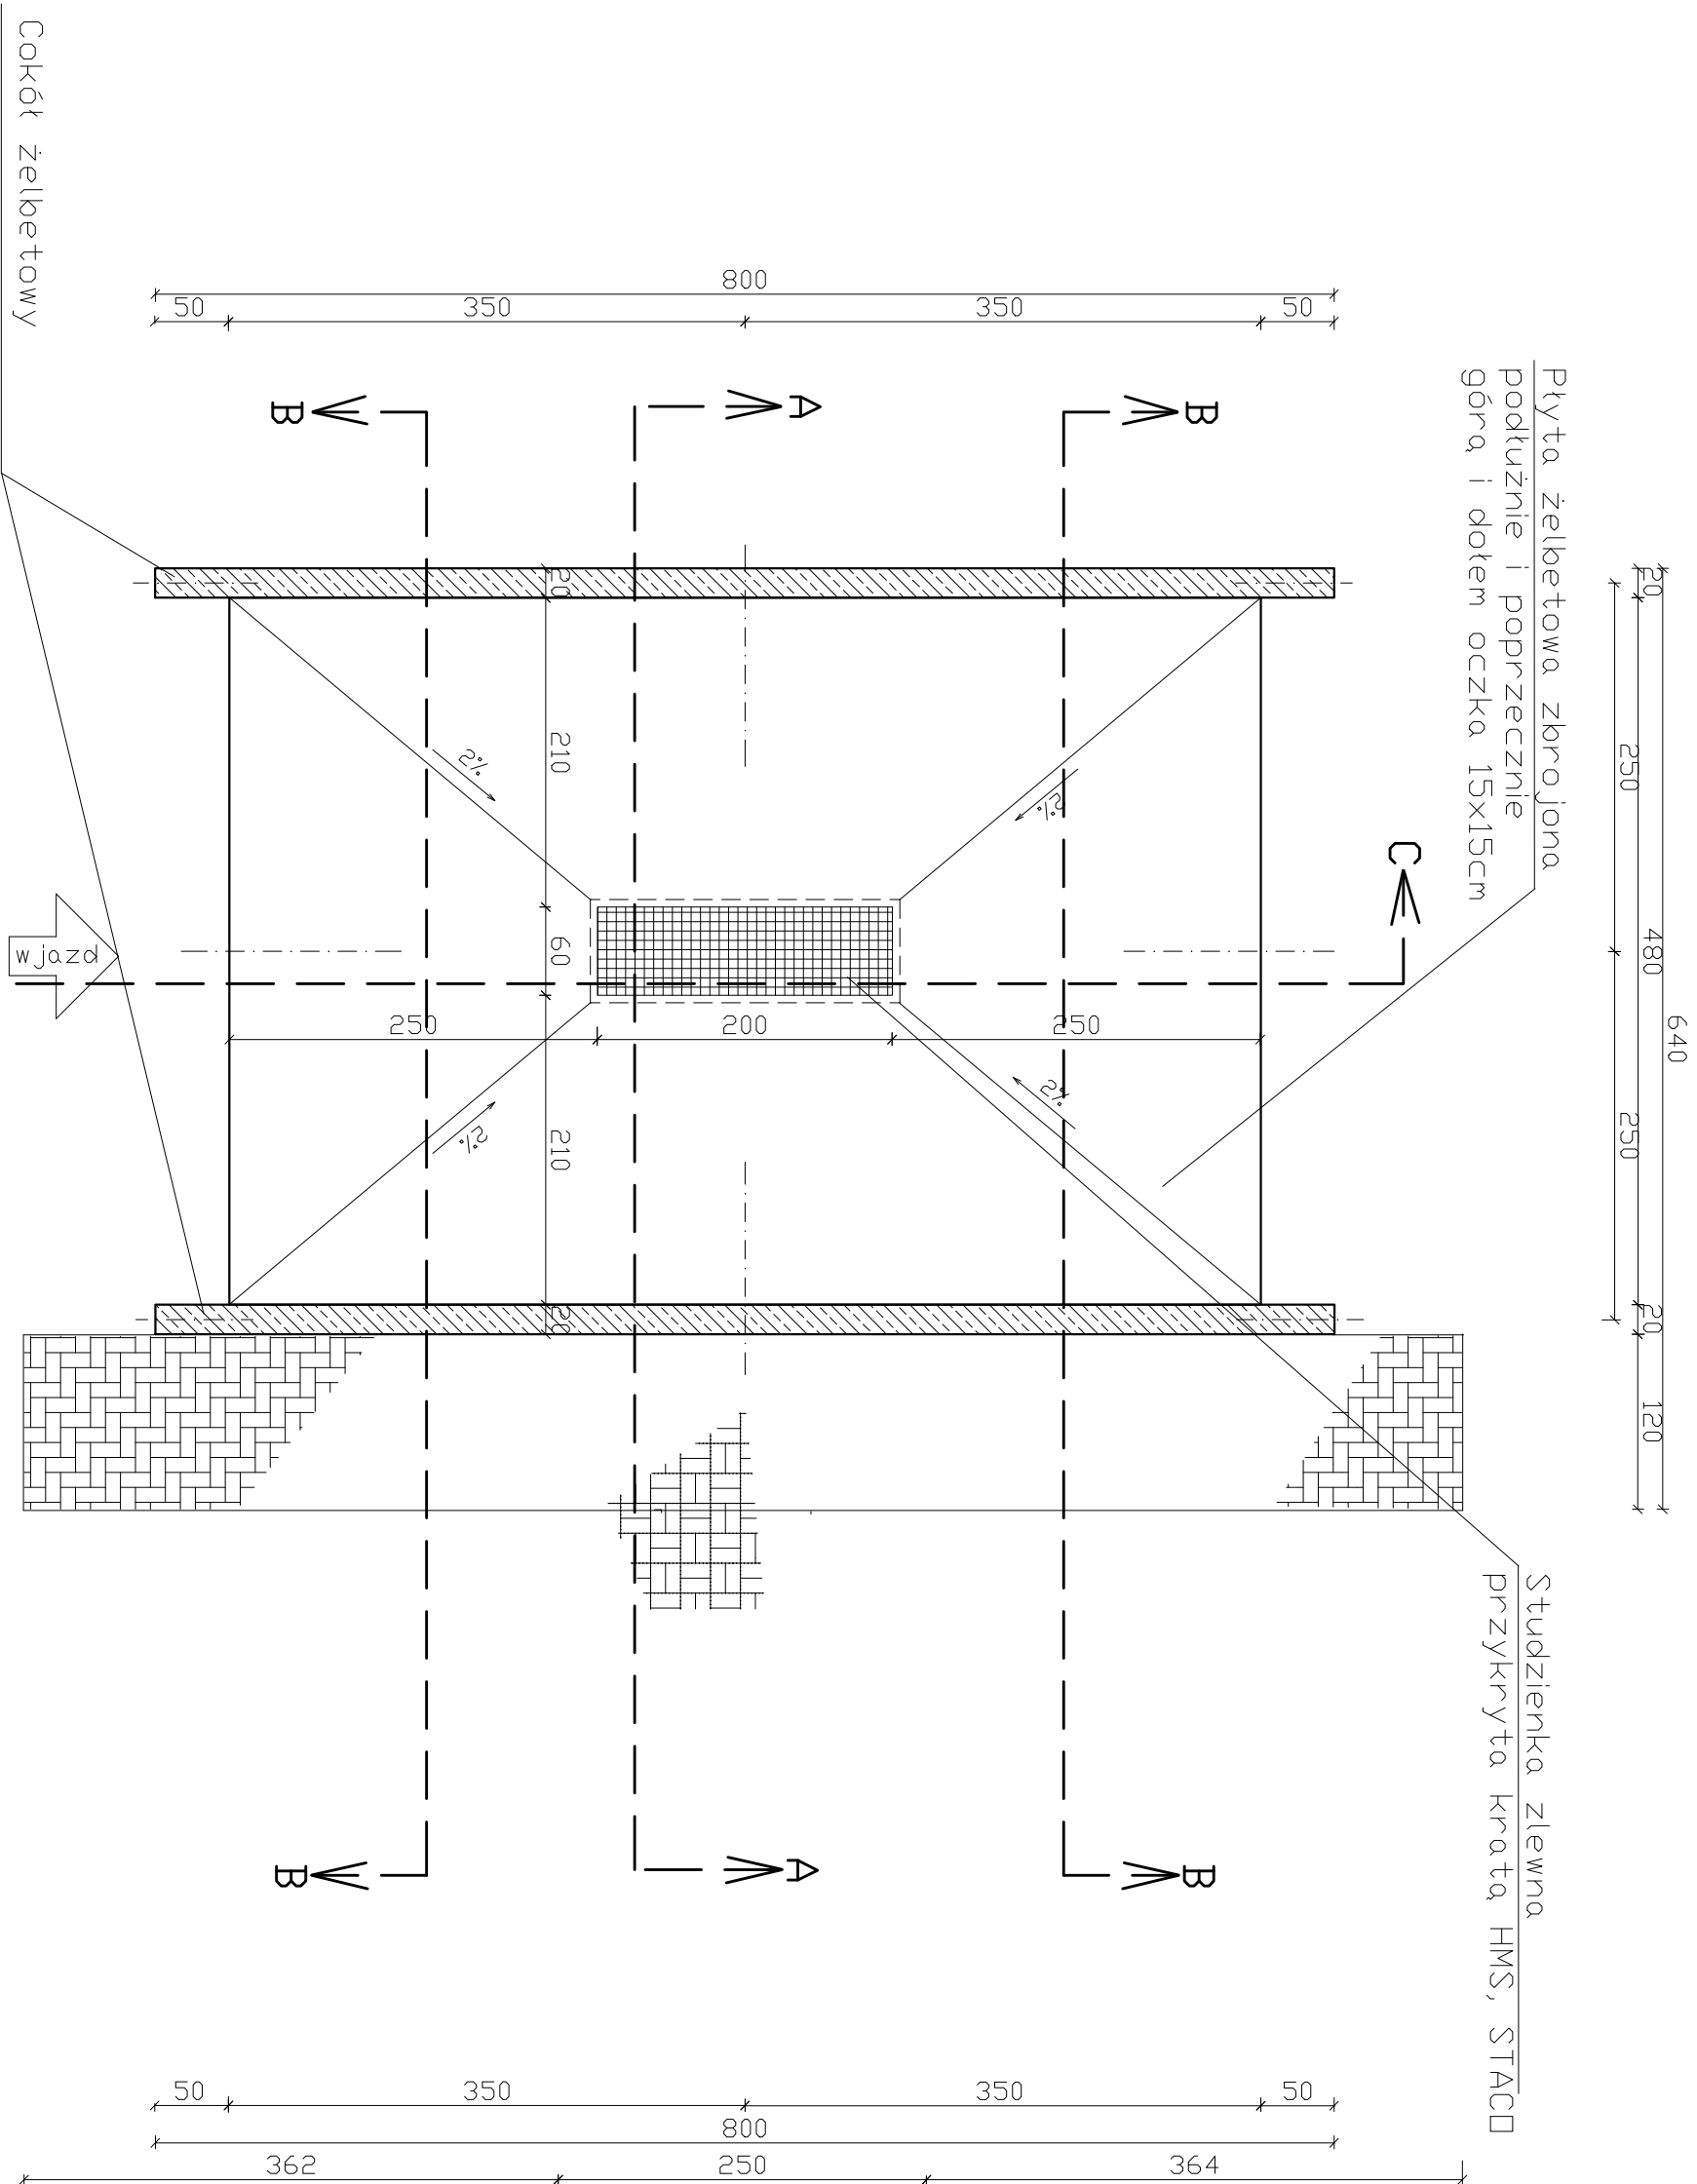 Cokół żelbetowy
800
50
350
350
50
Płyta żelbetowa zbrojona
podłużnie i poprzecznie
górą i dołem oczka 15x15cm
B
A
B
C
20
250
480
640
250
20
120
20
210
60
210
20
2%
2%
2%
2%
250
200
250
wjazd
Studzienka zlewna
przykryta kratą HMS, STACO
B
A
B
50
350
350
50
800
362
250
364